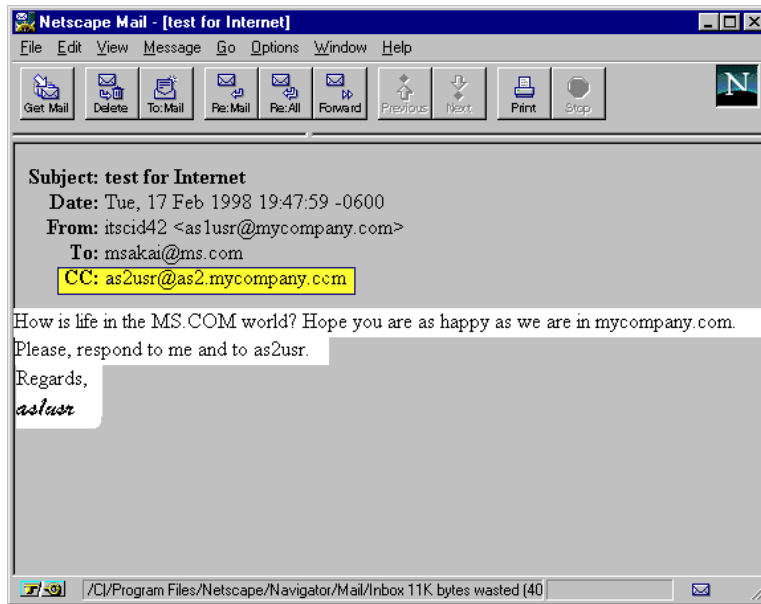 Netscape Mail - [test for Internet]
File Edit View Message Go Options Window Help
Get Mail Delete To:Mail Re:Mail Re:All Forward Previous Next Print Stop
N
Subject: test for Internet
Date: Tue, 17 Feb 1998 19:47:59 -0600
From: itscid42 <as1usr@mycompany.com>
To: msakai@ms.com
CC: as2usr@as2.mycompany.com
How is life in the MS.COM world? Hope you are as happy as we are in mycompany.com.
Please, respond to me and to as2usr.
Regards,
as1usr
/C|/Program Files/Netscape/Navigator/Mail/Inbox 11K bytes wasted (40